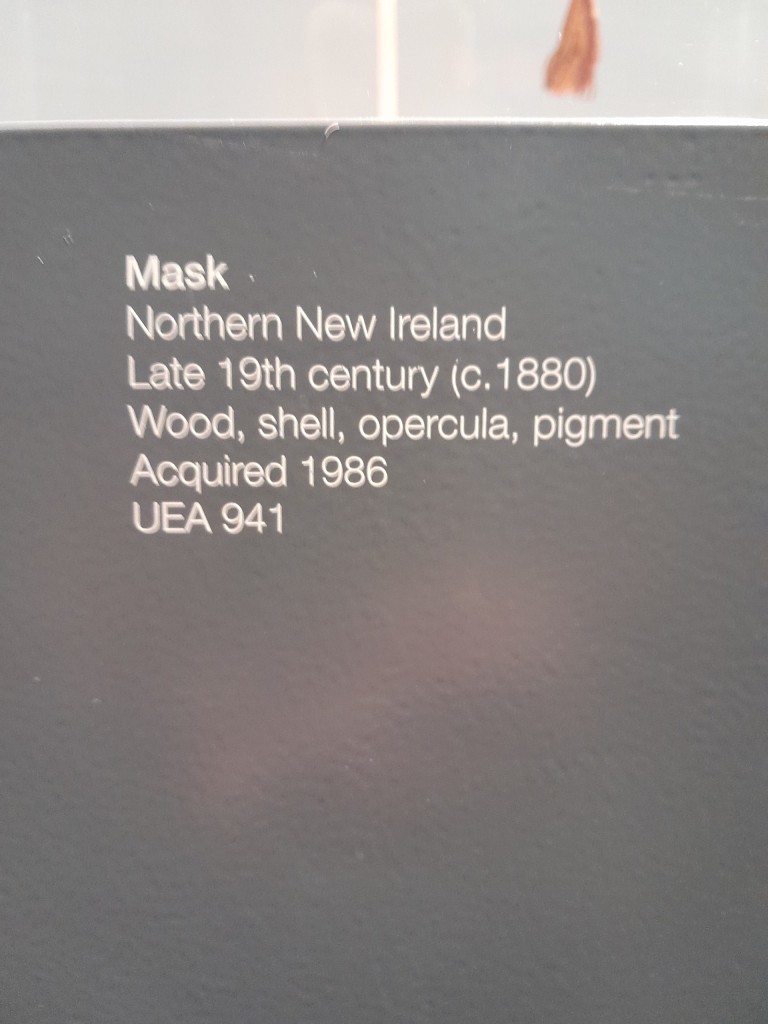 Mask
Northern New Ireland
Late 19th century (c.1880)
Wood, shell, opercula, pigment
Acquired 1986
UEA 941